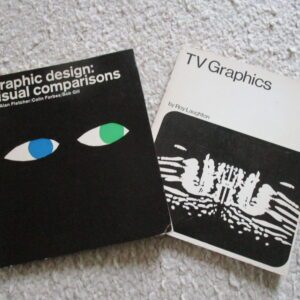 raphic design:
isual comparisons
Alan Fletcher/Colin Forbes/Bob Gill
TV Graphics
by Roy Laughton